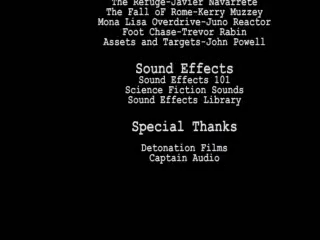 The Refuge-Javier Navarrete
The Fall of Rome-Kerry Muzzey
Mona Lisa Overdrive-Juno Reactor
Foot Chase-Trevor Rabin
Assets and Targets-John Powell
Sound Effects
Sound Effects 101
Science Fiction Sounds
Sound Effects Library
Special Thanks
Detonation Films
Captain Audio